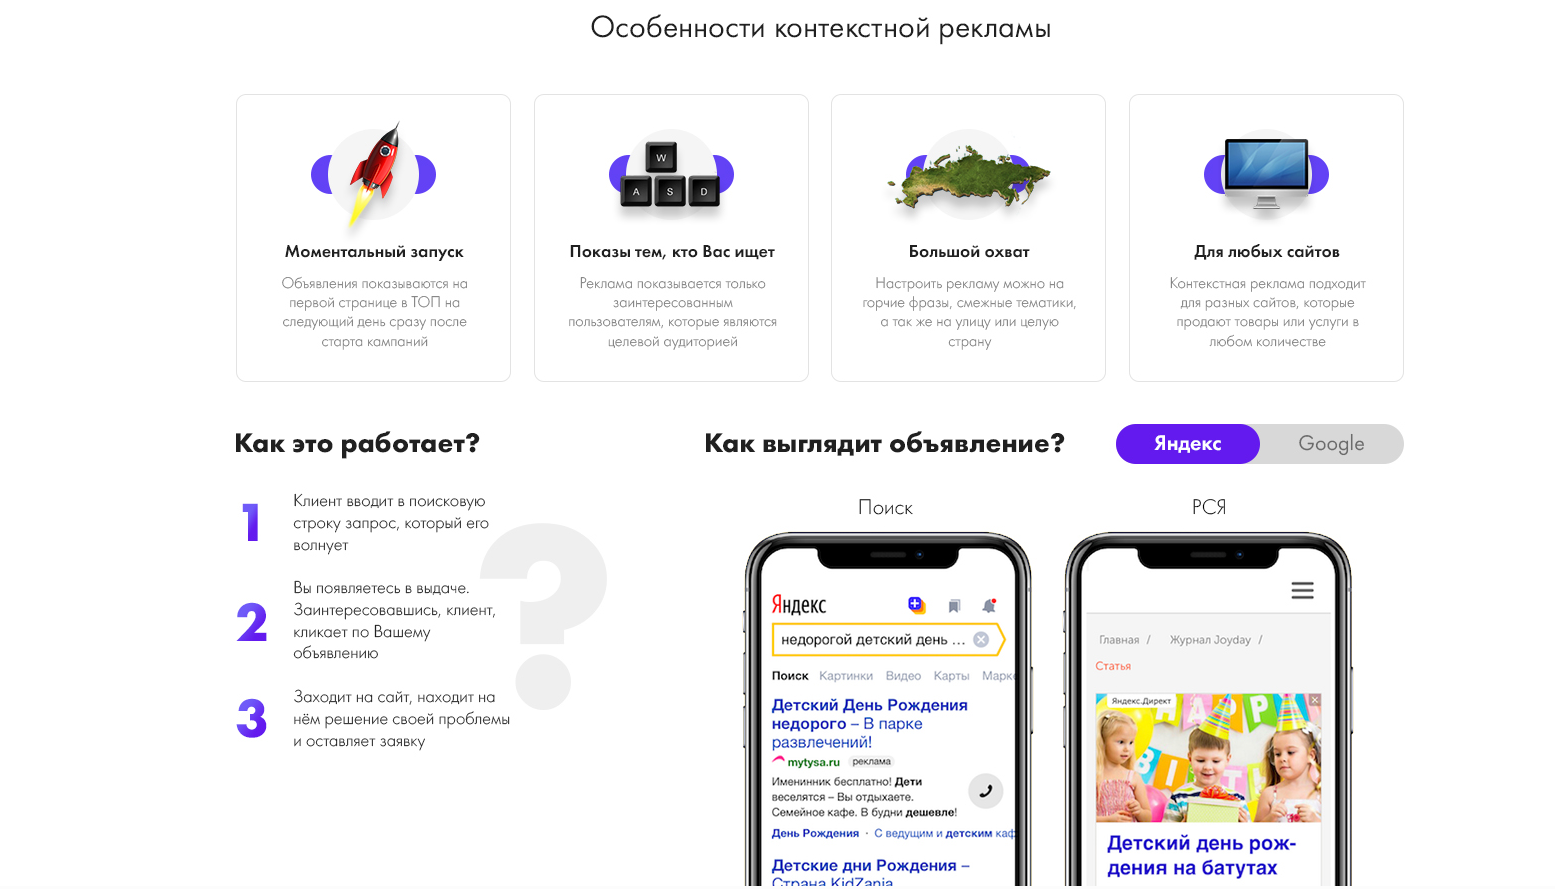 Особенности контекстной рекламы
W
A S D
Моментальный запуск
Объявления показываются на
первой странице в ТОП на
следующий день сразу после
старта кампаний
Показы тем, кто Вас ищет
Реклама показывается только
заинтересованным
пользователям, которые являются
целевой аудиторией
Большой охват
Настроить рекламу можно на
горчие фразы, смежные тематики,
а так же на улицу или целую
страну
Для любых сайтов
Контекстная реклама подходит
для разных сайтов, которые
продают товары или услуги в
любом количестве
Как это работает?
1
Клиент вводит в поисковую
строку запрос, который его
волнует
2
Вы появляетесь в выдаче.
Заинтересовавшись, клиент,
кликает по Вашему
объявлению
3
Заходит на сайт, находит на
нём решение своей проблемы
и оставляет заявку
?
Как выглядит объявление?
Яндекс Google
Поиск
Яндекс
недорогой детский день ...
Поиск Картинки Видео Карты Марк
Детский День Рождения
недорого – В парке
развлечений!
mytysa.ru реклама
Именинник бесплатно! Дети
веселятся – Вы отдыхаете.
Семейное кафе. В будни дешевле!
День Рождения · С ведущим и детским каф
Детские дни Рождения –
Страна KidZania
РСЯ
Главная / Журнал Joyday /
Статья
Яндекс.Директ
HAPP
BIRT
Детский день рож-
дения на батутах